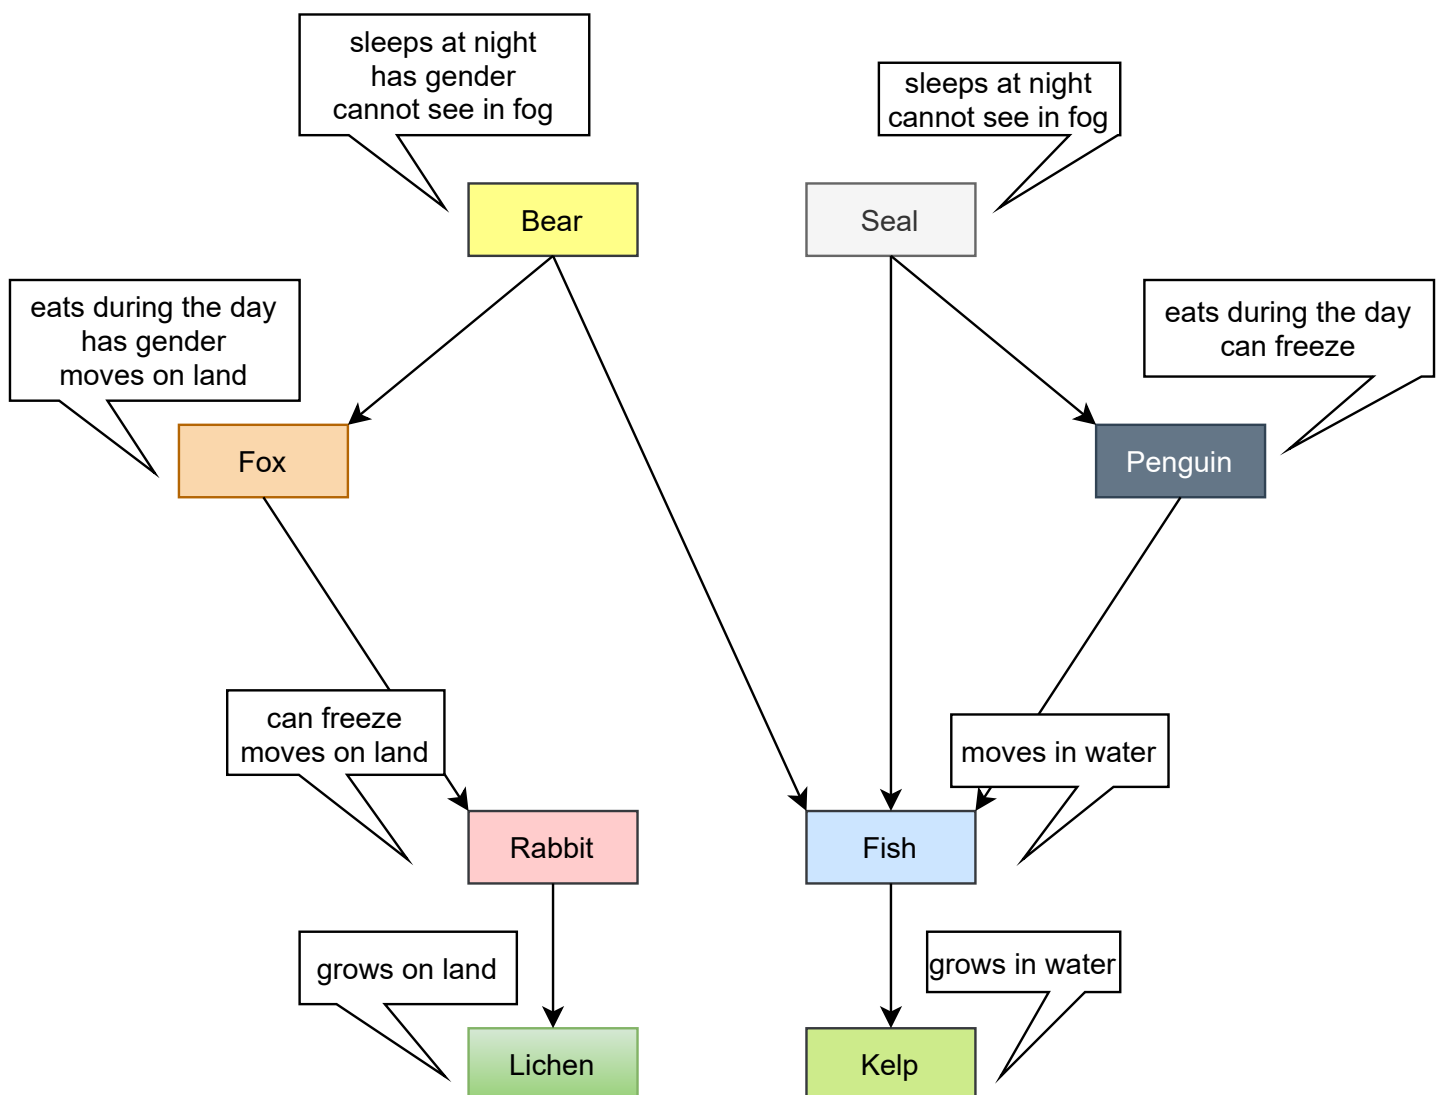 sleeps at night
has gender
cannot see in fog
sleeps at night
cannot see in fog
Bear
Seal
eats during the day
has gender
moves on land
eats during the day
can freeze
Fox
Penguin
can freeze
moves on land
moves in water
Rabbit
Fish
grows on land
grows in water
Lichen
Kelp